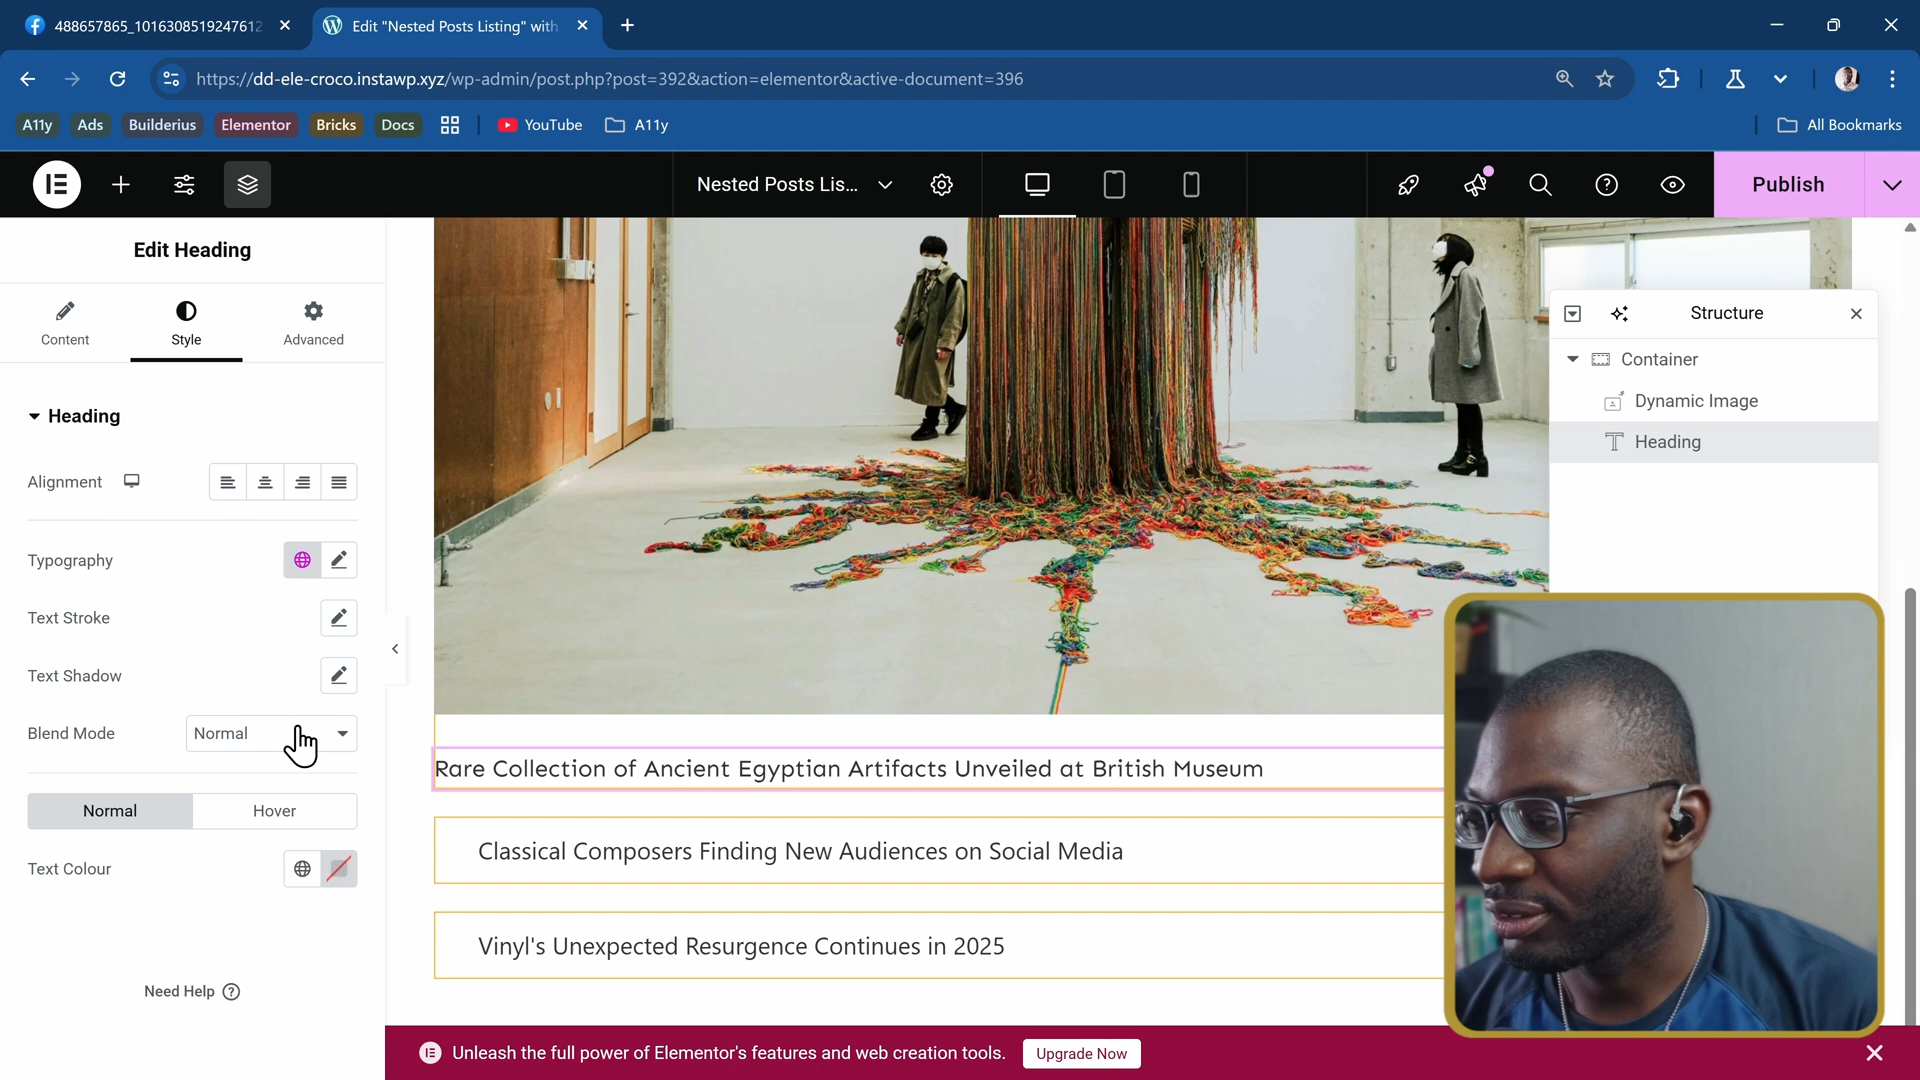 488657865_1016308519247612
Edit "Nested Posts Listing" with
https://dd-ele-croco.instawp.xyz/wp-admin/post.php?post=392&action=elementor&active-document=396
A11y
Ads
Builderius
Elementor
Bricks
Docs
YouTube
A11y
All Bookmarks
Nested Posts Lis...
Publish
Edit Heading
Content
Style
Advanced
Heading
Alignment
Typography
Text Stroke
Text Shadow
Blend Mode
Normal
Normal
Hover
Text Colour
Need Help
Structure
Container
Dynamic Image
Heading
Rare Collection of Ancient Egyptian Artifacts Unveiled at British Museum
Classical Composers Finding New Audiences on Social Media
Vinyl's Unexpected Resurgence Continues in 2025
Unleash the full power of Elementor's features and web creation tools.
Upgrade Now